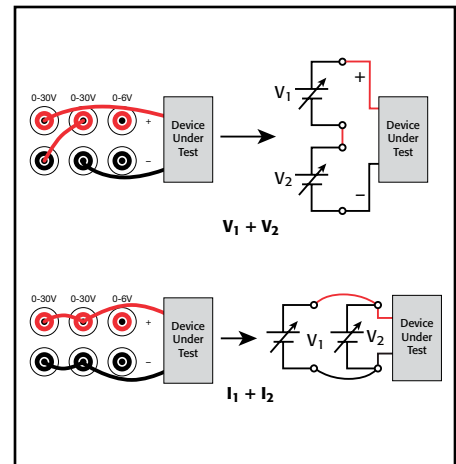 0-30V 0-30V 0-6V
+
−
Device
Under
Test
V1
V2
+
−
Device
Under
Test
V1 + V2
0-30V 0-30V 0-6V
+
−
Device
Under
Test
V1
V2
Device
Under
Test
I1 + I2